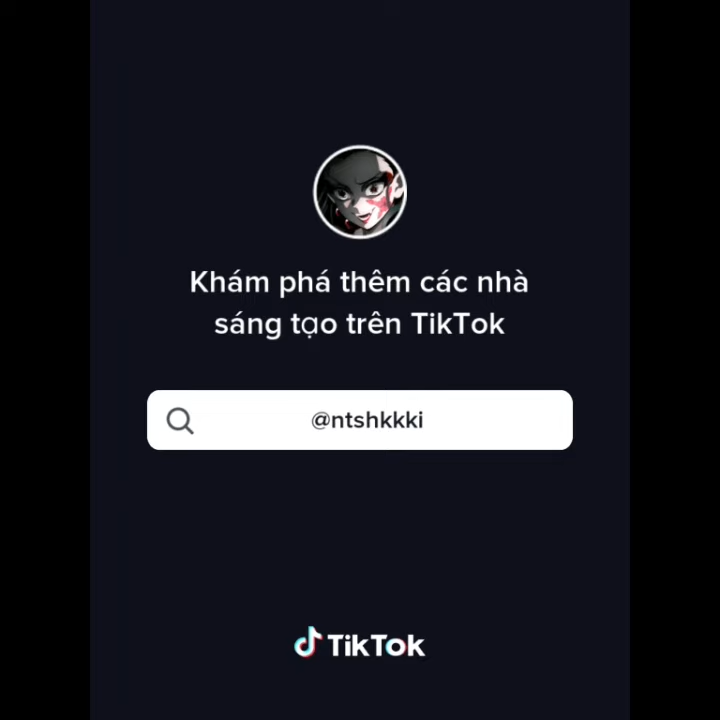 Khám phá thêm các nhà
sáng tạo trên TikTok
@ntshkkki
TikTok